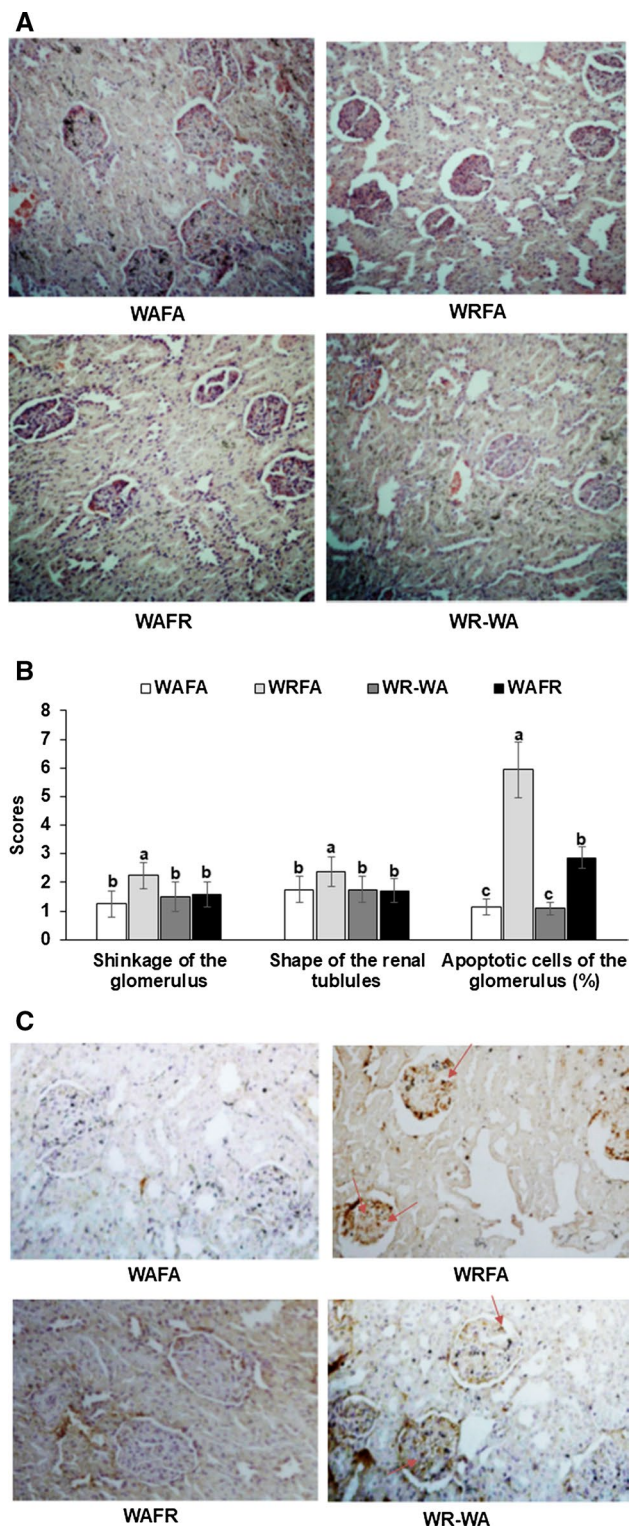 A
WAFA
WRFA
WAFR
WR-WA
B
WAFA WRFA WR-WA WAFR
8
7
6
5
4
3
2
1
0
Scores
b a b b
b a b b
c a c b
Shinkage of the
glomerulus
Shape of the renal
tublules
Apoptotic cells of the
glomerulus (%)
C
WAFA
WRFA
WAFR
WR-WA